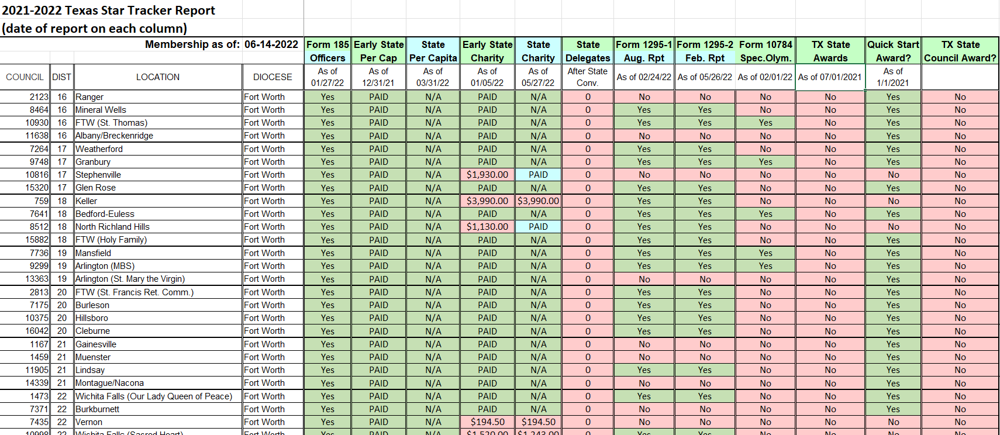 2021-2022 Texas Star Tracker Report
(date of report on each column)
Membership as of: 06-14-2022 Form 185 Early State State Early State State State Form 1295-1 Form 1295-2 Form 10784 TX State Quick Start TX State
Officers Per Cap Per Capita Charity Charity Delegates Aug. Rpt Feb. Rpt Spec.Olym. Awards Award? Council Award?
COUNCIL DIST LOCATION DIOCESE As of 01/27/22 As of 12/31/21 As of 03/31/22 As of 01/05/22 As of 05/27/22 After State Conv. As of 02/24/22 As of 05/26/22 As of 02/01/22 As of 07/01/2021 As of 1/1/2021
2123 16 Ranger Fort Worth Yes PAID N/A PAID N/A 0 No No No No Yes No
8464 16 Mineral Wells Fort Worth Yes PAID N/A PAID N/A 0 Yes Yes No No Yes No
10930 16 FTW (St. Thomas) Fort Worth Yes PAID N/A PAID N/A 0 Yes Yes Yes No Yes No
11638 16 Albany/Breckenridge Fort Worth Yes PAID N/A PAID N/A 0 No No No No Yes No
7264 17 Weatherford Fort Worth Yes PAID N/A PAID N/A 0 Yes Yes No No Yes No
9748 17 Granbury Fort Worth Yes PAID N/A PAID N/A 0 Yes Yes Yes No Yes No
10816 17 Stephenville Fort Worth Yes PAID N/A $1,930.00 PAID 0 No No No No No No
15320 17 Glen Rose Fort Worth Yes PAID N/A PAID N/A 0 Yes Yes No No Yes No
759 18 Keller Fort Worth Yes PAID N/A $3,990.00 $3,990.00 0 Yes Yes No No No No
7641 18 Bedford-Euless Fort Worth Yes PAID N/A PAID N/A 0 Yes Yes Yes No Yes No
8512 18 North Richland Hills Fort Worth Yes PAID N/A $1,130.00 PAID 0 Yes Yes No No No No
15882 18 FTW (Holy Family) Fort Worth Yes PAID N/A PAID N/A 0 Yes Yes No No Yes No
7736 19 Mansfield Fort Worth Yes PAID N/A PAID N/A 0 Yes Yes Yes No Yes No
9299 19 Arlington (MBS) Fort Worth Yes PAID N/A PAID N/A 0 Yes Yes Yes No Yes No
13363 19 Arlington (St. Mary the Virgin) Fort Worth Yes PAID N/A PAID N/A 0 No No No No Yes No
2813 20 FTW (St. Francis Ret. Comm.) Fort Worth Yes PAID N/A PAID N/A 0 Yes Yes No No Yes No
7175 20 Burleson Fort Worth Yes PAID N/A PAID N/A 0 Yes Yes No No Yes No
10375 20 Hillsboro Fort Worth Yes PAID N/A PAID N/A 0 Yes Yes No No Yes No
16042 20 Cleburne Fort Worth Yes PAID N/A PAID N/A 0 Yes Yes No No Yes No
1167 21 Gainesville Fort Worth Yes PAID N/A PAID N/A 0 No No No No Yes No
1459 21 Muenster Fort Worth Yes PAID N/A PAID N/A 0 No No No No Yes No
11905 21 Lindsay Fort Worth Yes PAID N/A PAID N/A 0 Yes Yes No No Yes No
14339 21 Montague/Nacona Fort Worth Yes PAID N/A PAID N/A 0 No No No No Yes No
1473 22 Wichita Falls (Our Lady Queen of Peace) Fort Worth Yes PAID N/A PAID N/A 0 Yes Yes No No Yes No
7371 22 Burkburnett Fort Worth Yes PAID N/A PAID N/A 0 No No No No Yes No
7435 22 Vernon Fort Worth Yes PAID N/A $194.50 $194.50 0 No No No No No No
10998 22 Wichita Falls (Sacred Heart) Fort Worth Yes PAID N/A $1,520.00 $1,243.00 0 Yes Yes No No No No